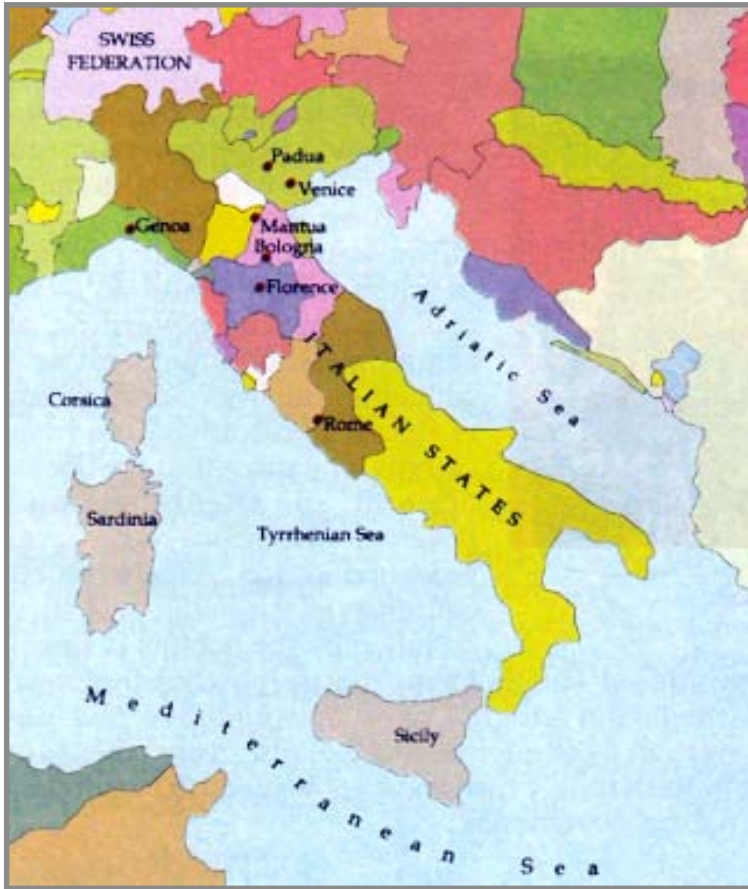 SWISS
FEDERATION
Padua
Venice
Genoa
Mantua
Bologna
Florence
Adriatic Sea
ITALIAN STATES
Corsica
Rome
Sardinia
Tyrrhenian Sea
Mediterranean Sea
Sicily